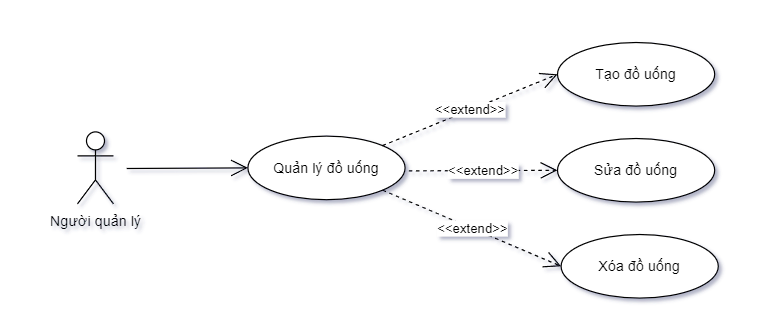 Tạo đồ uống
<<extend>>
Quản lý đồ uống
<<extend>>
Sửa đồ uống
Người quản lý
<<extend>>
Xóa đồ uống